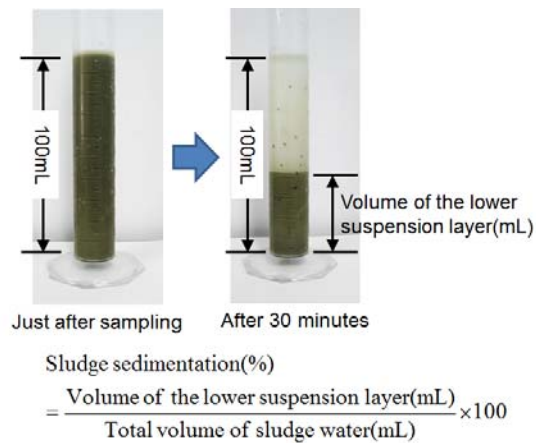 100mL
100mL
Volume of the lower
suspension layer(mL)
Just after sampling
After 30 minutes
Sludge sedimentation(%)
= Volume of the lower suspension layer(mL) / Total volume of sludge water(mL) ×100